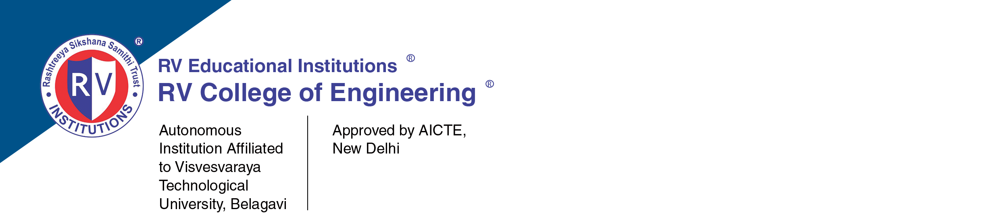 Rashtreeya Sikshana Samithi Trust
®
RV
• INSTITUTIONS •
RV Educational Institutions ®
RV College of Engineering ®
Autonomous
Institution Affiliated
to Visvesvaraya
Technological
University, Belagavi
Approved by AICTE,
New Delhi